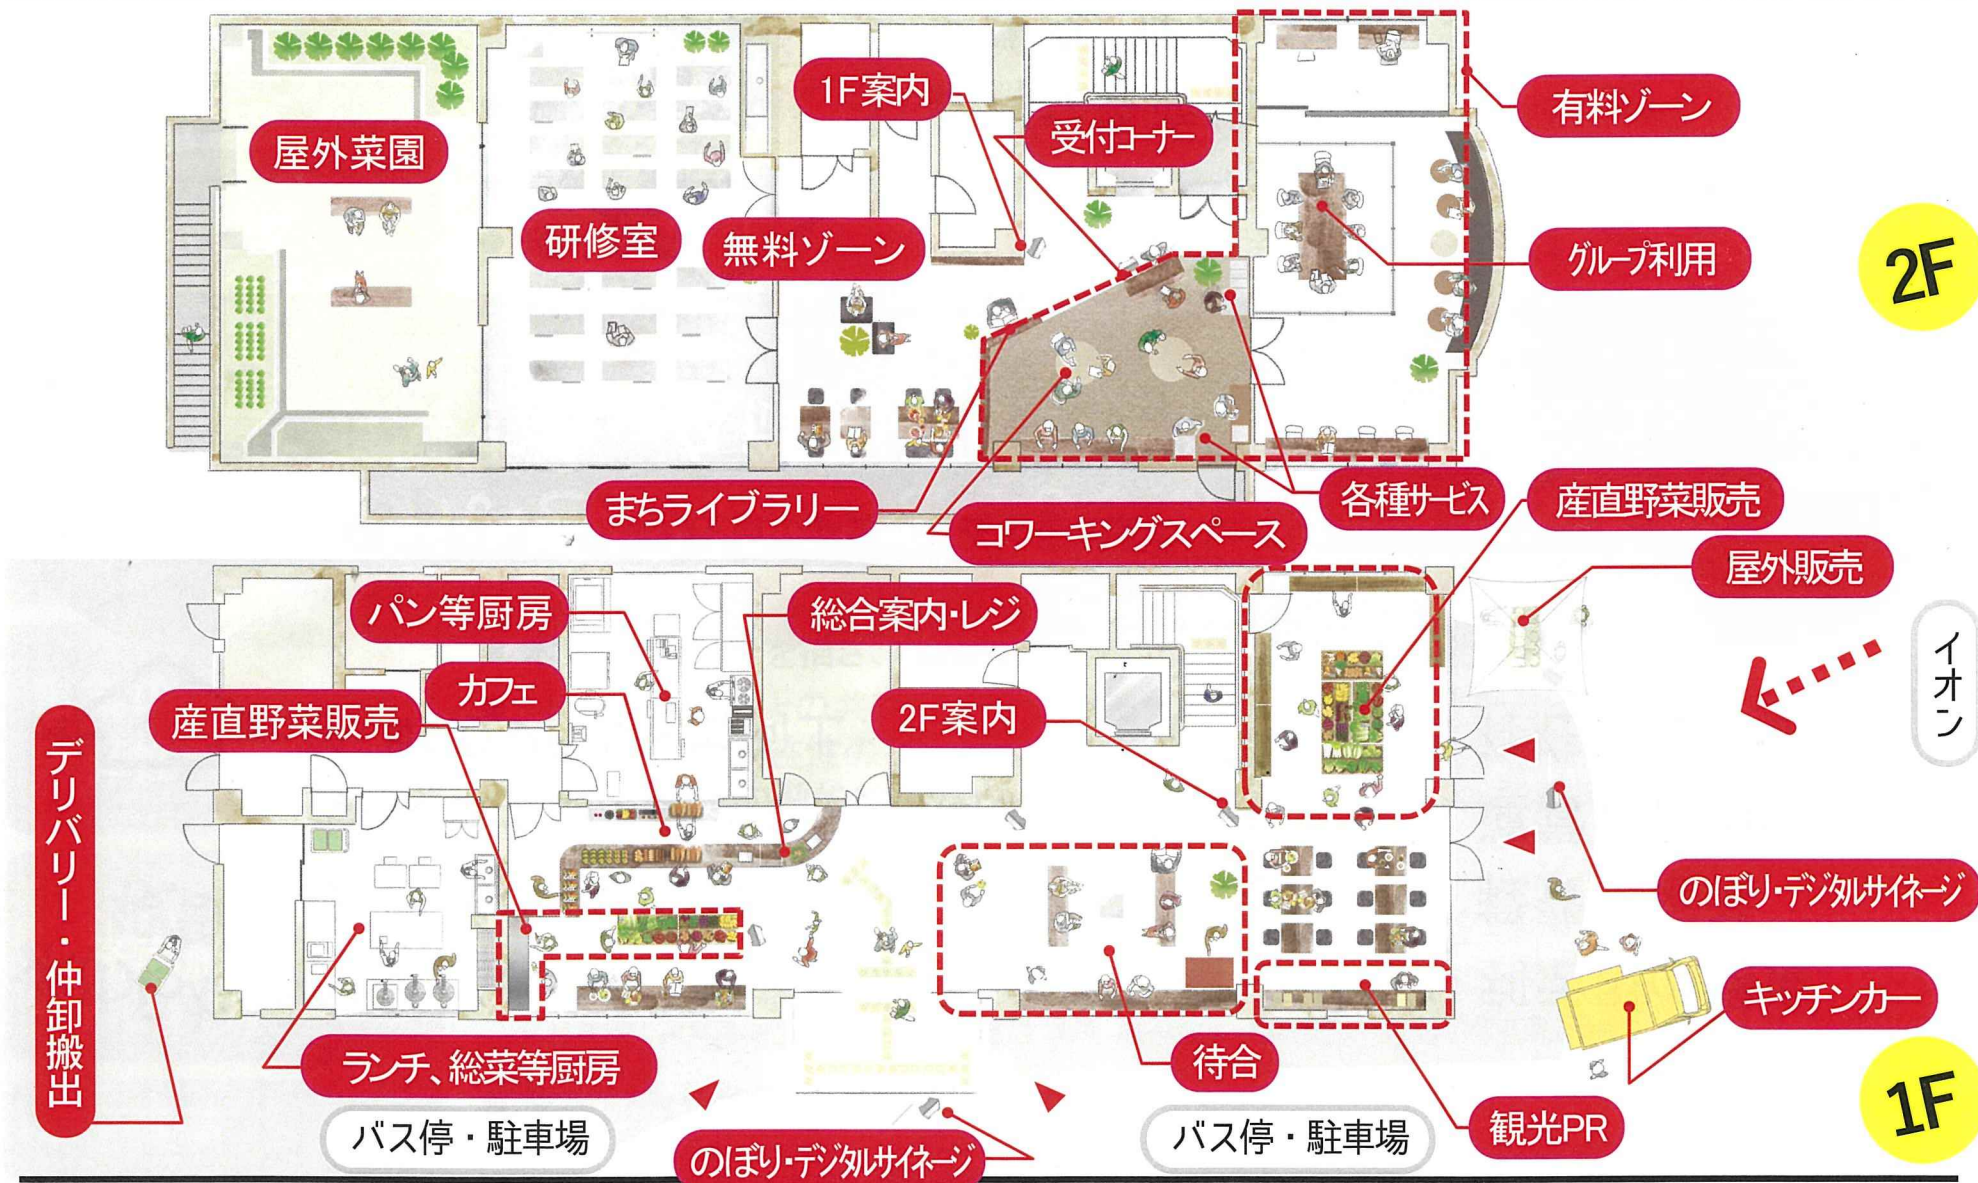 1F案内
受付コーナー
有料ゾーン
屋外菜園
研修室
無料ゾーン
グループ利用
2F
まちライブラリー
コワーキングスペース
各種サービス
産直野菜販売
屋外販売
パン等厨房
総合案内・レジ
イオン
カフェ
産直野菜販売
2F案内
デリバリー・仲卸搬出
のぼり・デジタルサイネージ
キッチンカー
ランチ、総菜等厨房
待合
バス停・駐車場
バス停・駐車場
観光PR
1F
のぼり・デジタルサイネージ